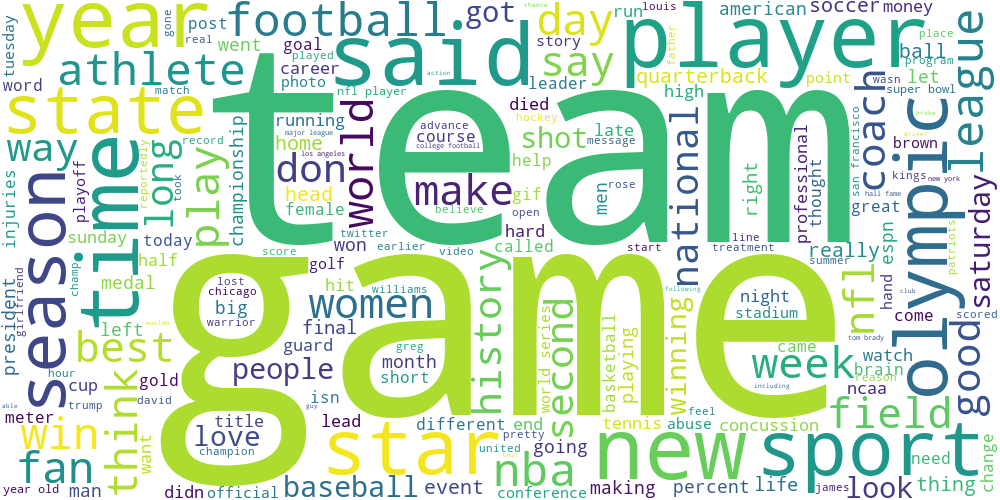 year
football
got
day
run
louis
chance
american
soccer
money
tuesday
gone
post
real
went
goal
played
action
story
said
player
father
place
ball
program
league
word
athlete
match
career
photo
nfl player
leader
say
quarterback
point
wasn
let
super bowl
state
running
record
major league
home
los angeles
world
team
advance
course
college football
died
hockey
shot
late
message
high
national
professional
thought
san francisco
coach
brown
broke
driver
kings
new york
hall fame
olympic
way
time
long
reportedly
took
play
championship
don
head
female
make
believe
help
gif
open
men
rose
right
great
saturday
injuries
playoff
season
sunday
today
half
medal
champ
score
twitter
won
earlier
video
hard
called
start
line
treatment
summer
really
hand
espn
patriots
president
girlfriend
left
best
lost
chicago
big
warrior
golf
hit
williams
women
final
history
game
following
winning
night
stadium
nfl
come
club
scored
good
hour
cup
trump
able
gold
david
guard
people
greg
month
short
second
world series
basketball
playing
week
came
tom brady
watch
brain
reason
wouldn
isn
guy
including
meter
win
think
want
title
love
champion
lead
star
different
end
pretty
tennis
feel
abuse
concussion
ncaa
field
fan
man
year old
didn
official
baseball
event
united
going
nba
conference
beat
making
new
percent
sport
life
james
look
need
thing
change